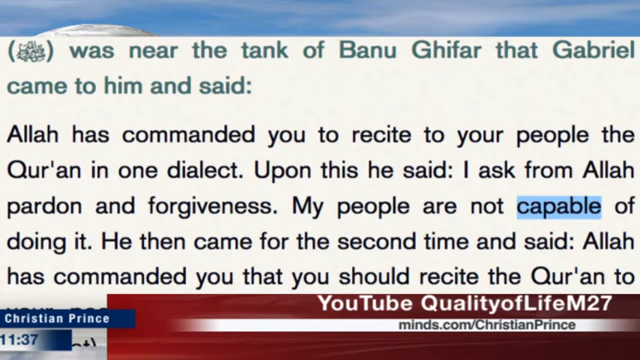 (ﷺ) was near the tank of Banu Ghifar that Gabriel
came to him and said:
Allah has commanded you to recite to your people the
Qur'an in one dialect. Upon this he said: I ask from Allah
pardon and forgiveness. My people are not capable of
doing it. He then came for the second time and said: Allah
has commanded you that you should recite the Qur'an to
YouTube QualityofLifeM27
Christian Prince
minds.com/ChristianPrince
11:37